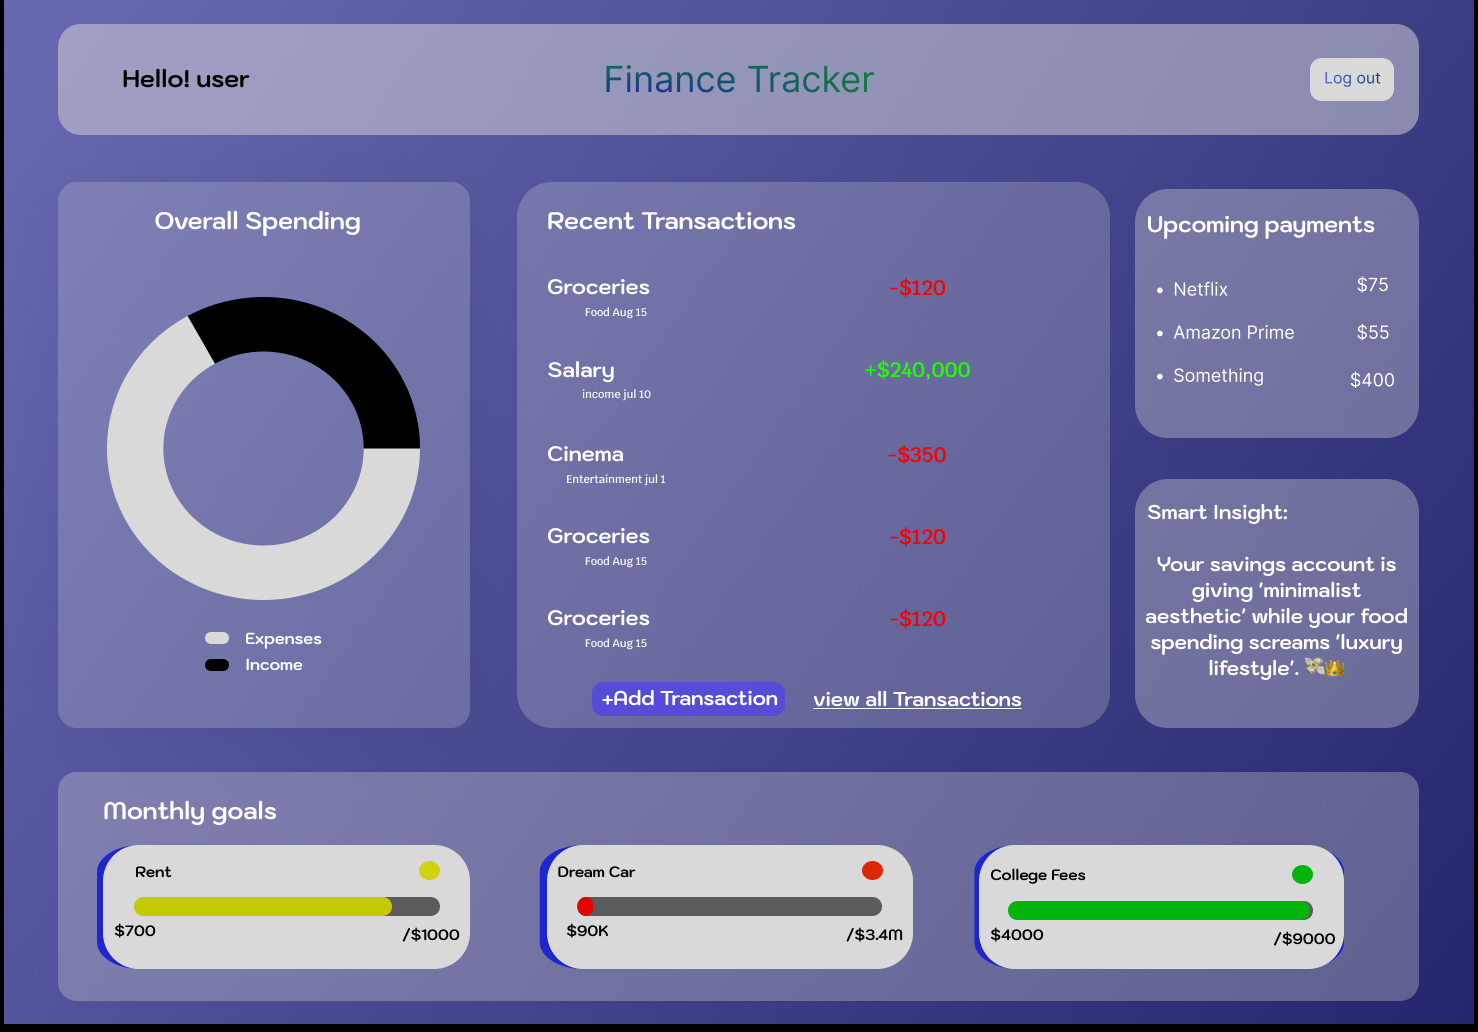 Hello! user
Finance Tracker
Log out
Overall Spending
Expenses
Income
Recent Transactions
Groceries
-$120
Food Aug 15
Salary
+$240,000
income jul 10
Cinema
-$350
Entertainment jul 1
Groceries
-$120
Food Aug 15
Groceries
-$120
Food Aug 15
+Add Transaction
view all Transactions
Upcoming payments
• Netflix
$75
• Amazon Prime
$55
• Something
$400
Smart Insight:
Your savings account is
giving 'minimalist
aesthetic' while your food
spending screams 'luxury
lifestyle'. 💸👑
Monthly goals
Rent
$700
/$1000
Dream Car
$90K
/$3.4M
College Fees
$4000
/$9000